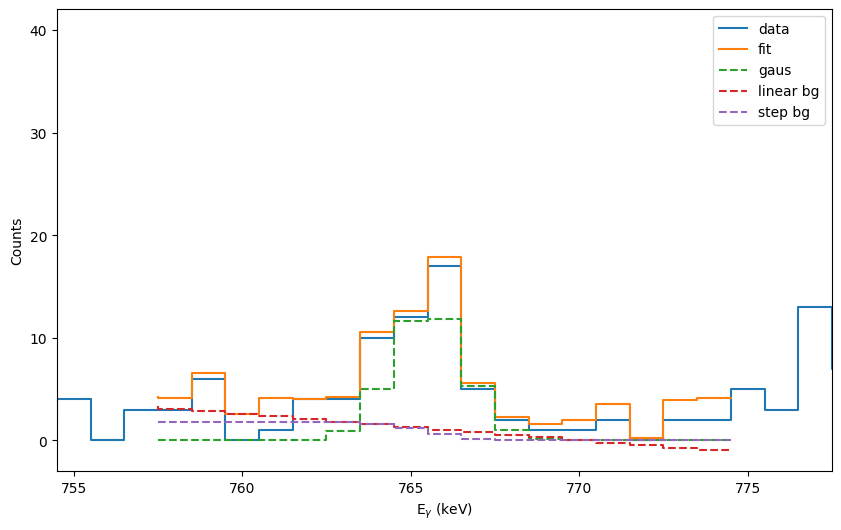 data
fit
gaus
linear bg
step bg
40
30
20
10
0
Counts
755
760
765
770
775
Eγ (keV)